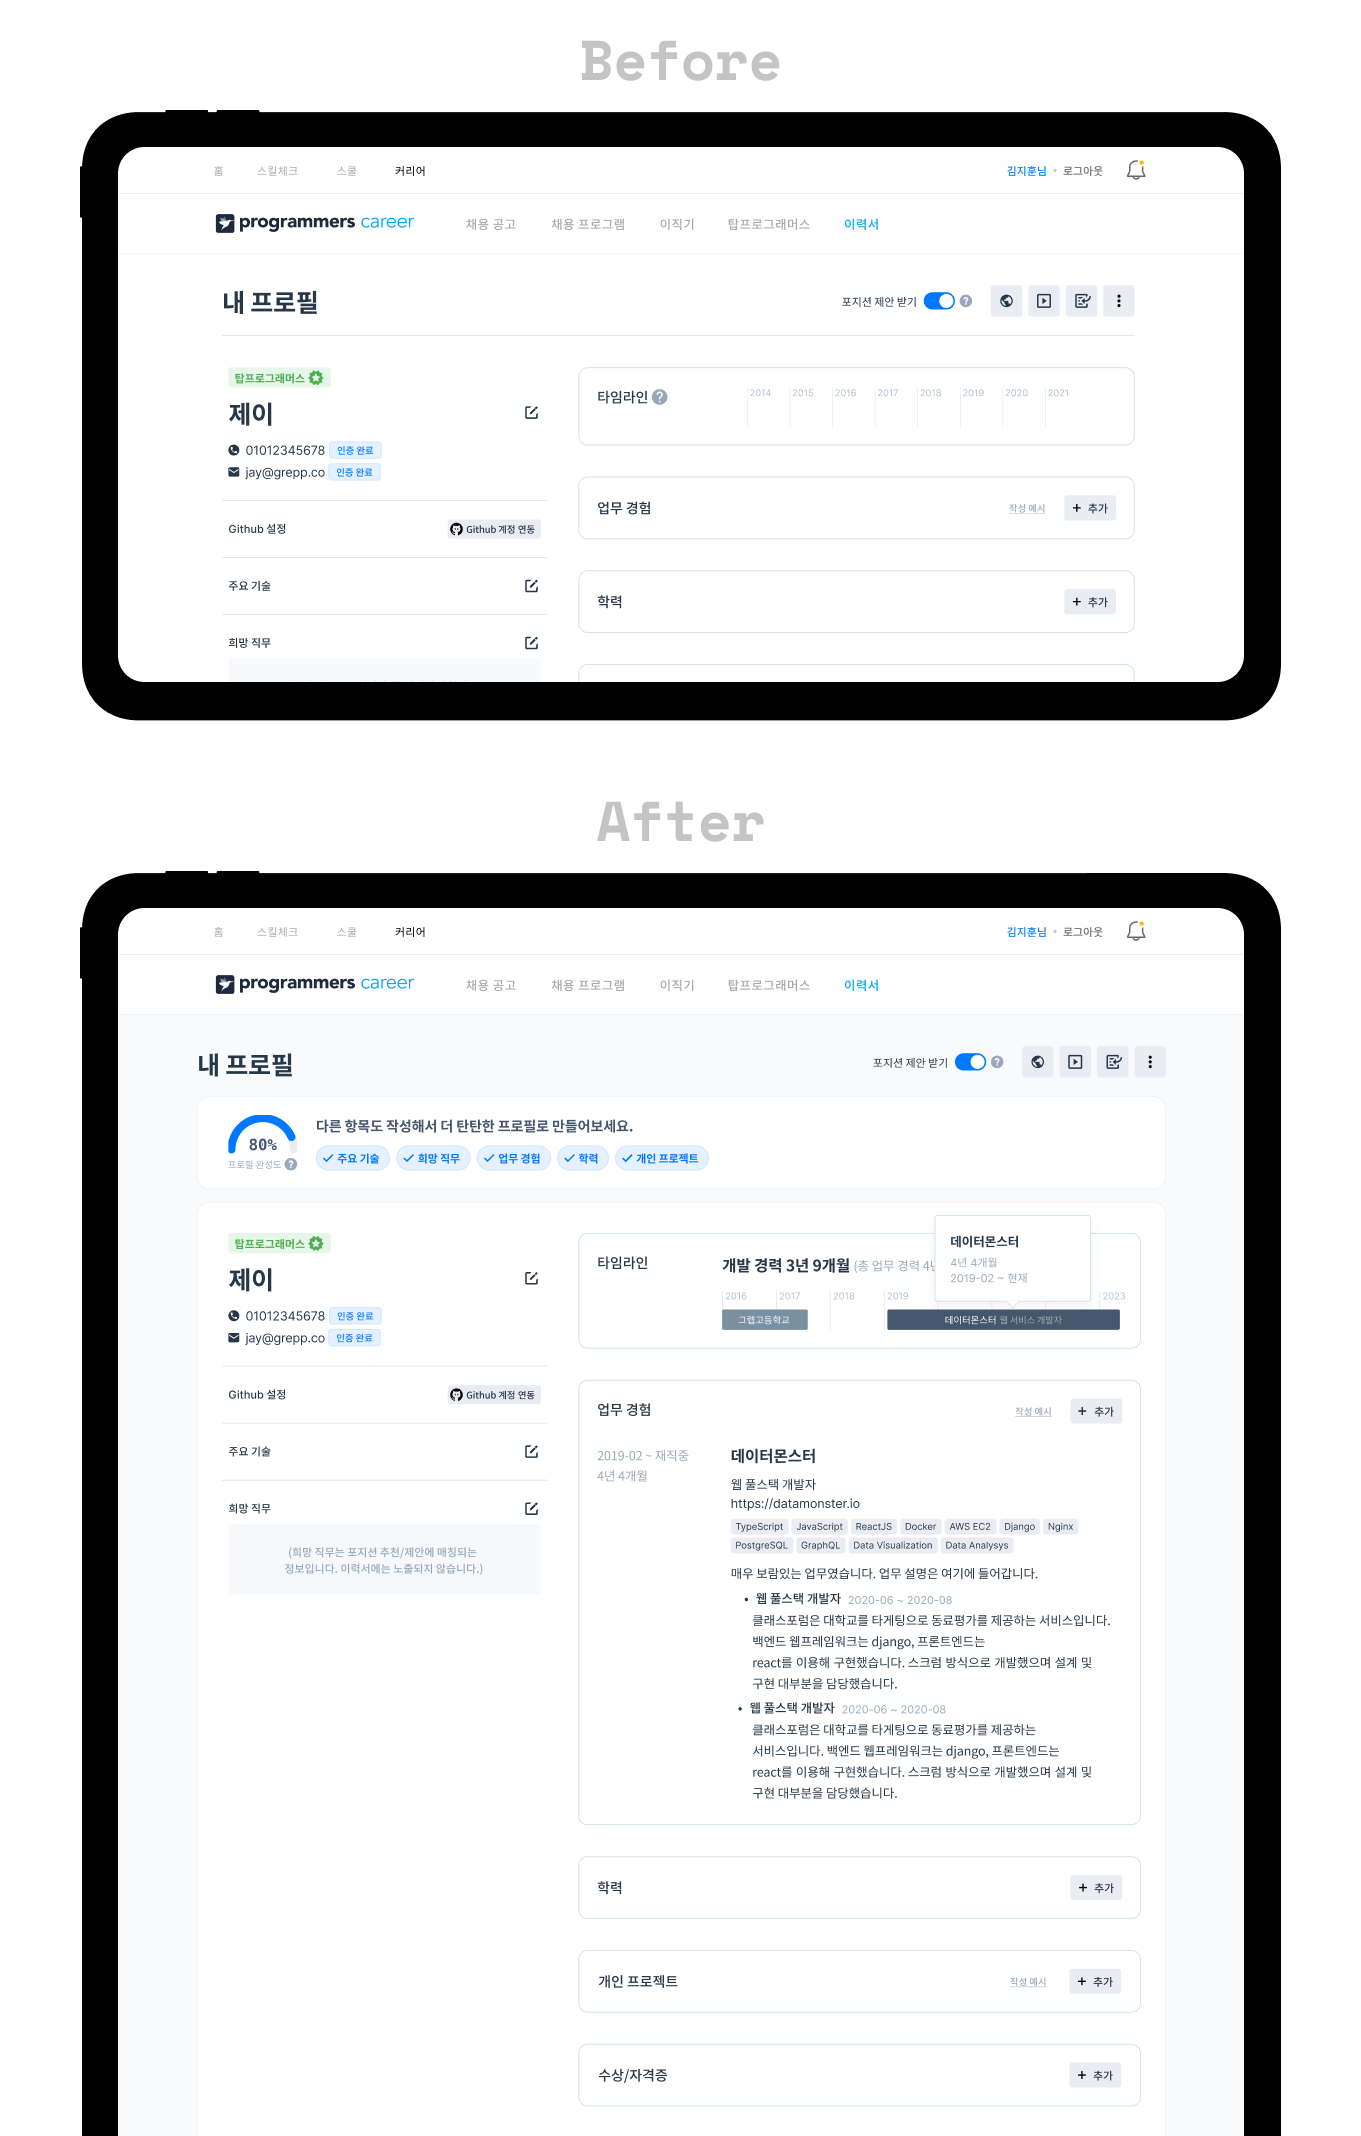 Before
홈 스킬체크 스쿨 커리어 김지훈님 • 로그아웃
programmers career 채용 공고 채용 프로그램 이직기 탑프로그래머스 이력서
내 프로필 포지션 제안 받기 ?
탑프로그래머스
제이
01012345678 인증 완료
jay@grepp.co 인증 완료
Github 설정 Github 계정 연동
주요 기술
희망 직무
타임라인 ? 2014 2015 2016 2017 2018 2019 2020 2021
업무 경험 작성 예시 + 추가
학력 + 추가
After
홈 스킬체크 스쿨 커리어 김지훈님 • 로그아웃
programmers career 채용 공고 채용 프로그램 이직기 탑프로그래머스 이력서
내 프로필 포지션 제안 받기 ?
80%
프로필 완성도 ?
다른 항목도 작성해서 더 탄탄한 프로필로 만들어보세요.
주요 기술 희망 직무 업무 경험 학력 개인 프로젝트
탑프로그래머스
제이
01012345678 인증 완료
jay@grepp.co 인증 완료
Github 설정 Github 계정 연동
주요 기술
희망 직무
(희망 직무는 포지션 추천/제안에 매칭되는
정보입니다. 이력서에는 노출되지 않습니다.)
타임라인 개발 경력 3년 9개월 (총 업무 경력 4
데이터몬스터
4년 4개월
2019-02 ~ 현재
2016 2017 2018 2019 2023
그렙고등학교 데이터몬스터 웹 서비스 개발자
업무 경험 작성 예시 + 추가
2019-02 ~ 재직중
4년 4개월
데이터몬스터
웹 풀스택 개발자
https://datamonster.io
TypeScript JavaScript ReactJS Docker AWS EC2 Django Nginx
PostgreSQL GraphQL Data Visualization Data Analysys
매우 보람있는 업무였습니다. 업무 설명은 여기에 들어갑니다.
• 웹 풀스택 개발자 2020-06 ~ 2020-08
클래스포럼은 대학교를 타게팅으로 동료평가를 제공하는 서비스입니다.
백엔드 웹프레임워크는 django, 프론트엔드는
react를 이용해 구현했습니다. 스크럼 방식으로 개발했으며 설계 및
구현 대부분을 담당했습니다.
• 웹 풀스택 개발자 2020-06 ~ 2020-08
클래스포럼은 대학교를 타게팅으로 동료평가를 제공하는
서비스입니다. 백엔드 웹프레임워크는 django, 프론트엔드는
react를 이용해 구현했습니다. 스크럼 방식으로 개발했으며 설계 및
구현 대부분을 담당했습니다.
학력 + 추가
개인 프로젝트 작성 예시 + 추가
수상/자격증 + 추가